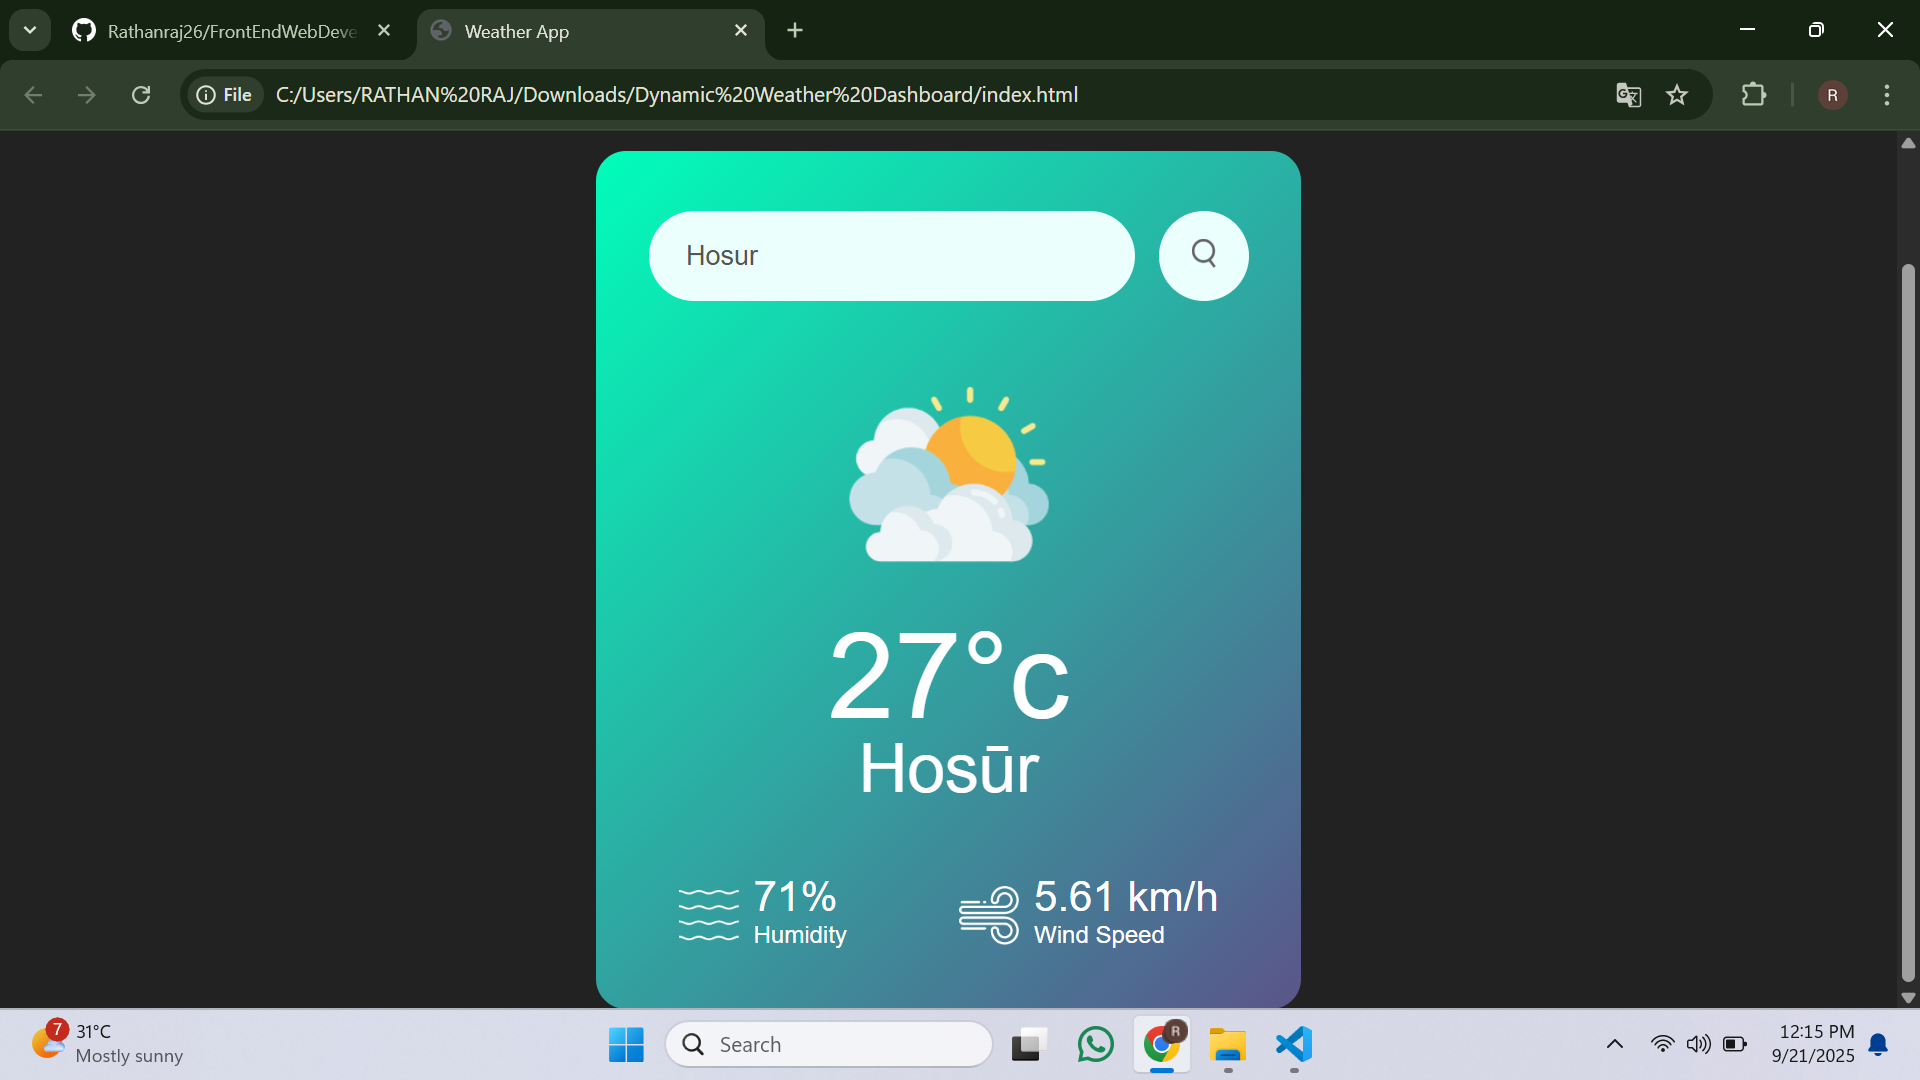 Rathanraj26/FrontEndWebDeve
Weather App
File
C:/Users/RATHAN%20RAJ/Downloads/Dynamic%20Weather%20Dashboard/index.html
R
Hosur
27°c
Hosūr
71%
Humidity
5.61 km/h
Wind Speed
7
31°C
Mostly sunny
Search
R
12:15 PM
9/21/2025